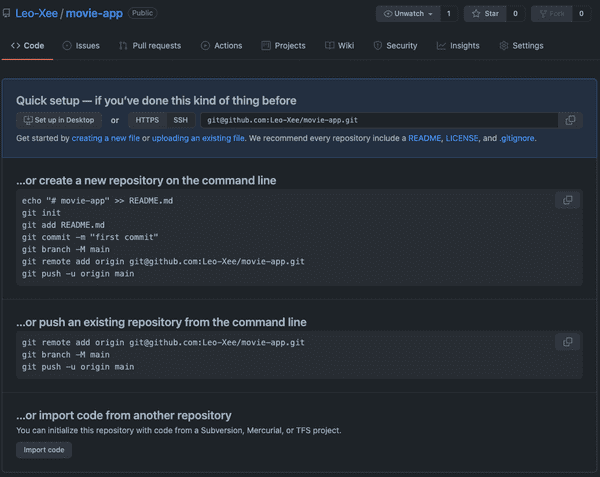 Leo-Xee / movie-app Public
Unwatch 1 Star 0 Fork 0
Code Issues Pull requests Actions Projects Wiki Security Insights Settings
Quick setup — if you've done this kind of thing before
Set up in Desktop or HTTPS SSH git@github.com:Leo-Xee/movie-app.git
Get started by creating a new file or uploading an existing file. We recommend every repository include a README, LICENSE, and .gitignore.
...or create a new repository on the command line
echo "# movie-app" >> README.md
git init
git add README.md
git commit -m "first commit"
git branch -M main
git remote add origin git@github.com:Leo-Xee/movie-app.git
git push -u origin main
...or push an existing repository from the command line
git remote add origin git@github.com:Leo-Xee/movie-app.git
git branch -M main
git push -u origin main
...or import code from another repository
You can initialize this repository with code from a Subversion, Mercurial, or TFS project.
Import code